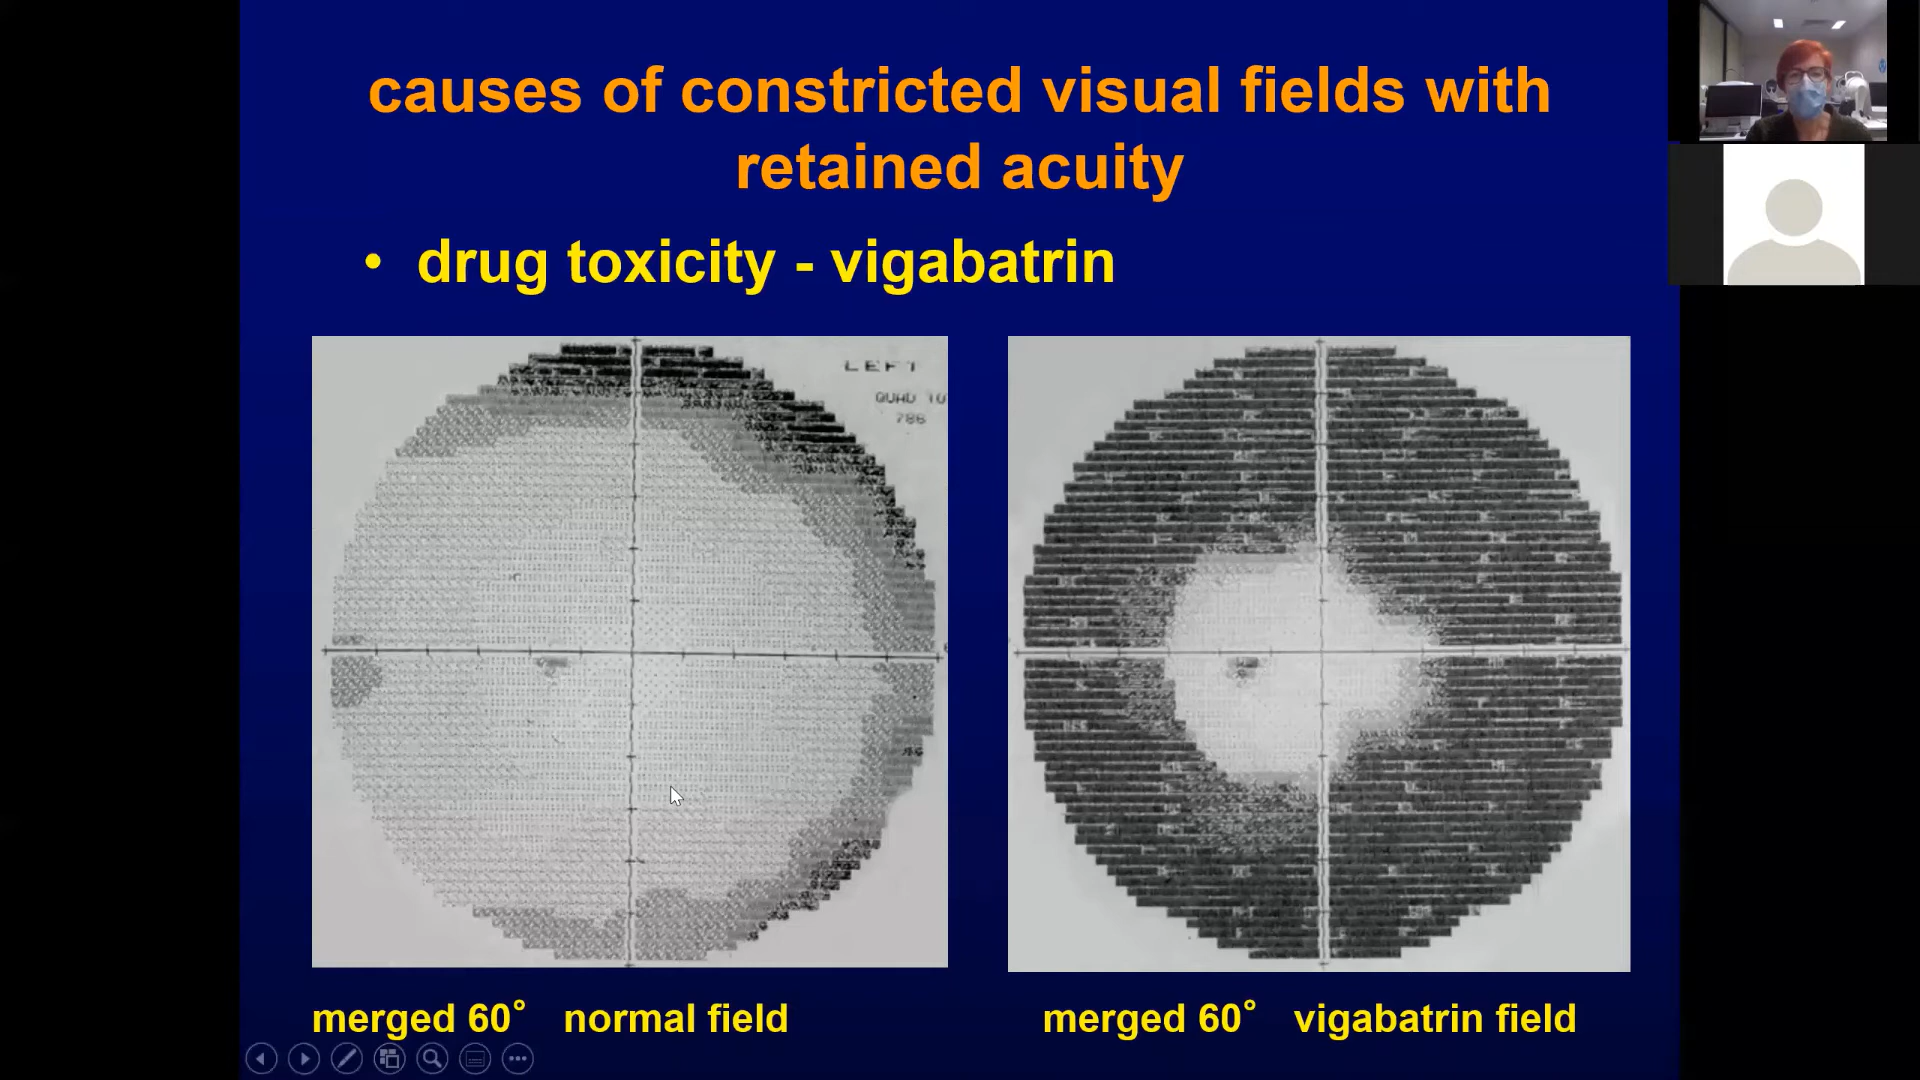 causes of constricted visual fields with
retained acuity
• drug toxicity - vigabatrin
LEFT
QUAD
merged 60° normal field
merged 60° vigabatrin field